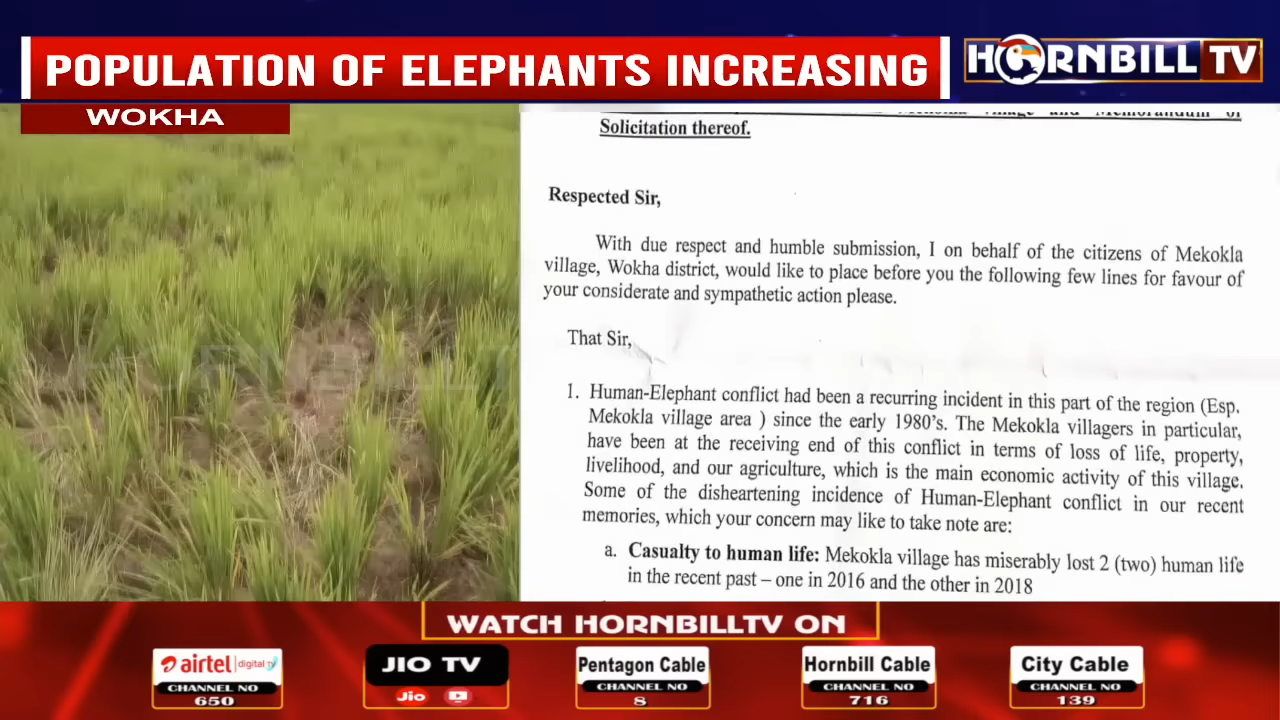 POPULATION OF ELEPHANTS INCREASING
HORNBILL TV
WOKHA
Mekokla village and Memorandum of
Solicitation thereof.
Respected Sir,
With due respect and humble submission, I on behalf of the citizens of Mekokla
village, Wokha district, would like to place before you the following few lines for favour of
your considerate and sympathetic action please.
That Sir,
1. Human-Elephant conflict had been a recurring incident in this part of the region (Esp.
Mekokla village area ) since the early 1980's. The Mekokla villagers in particular,
have been at the receiving end of this conflict in terms of loss of life, property,
livelihood, and our agriculture, which is the main economic activity of this village.
Some of the disheartening incidence of Human-Elephant conflict in our recent
memories, which your concern may like to take note are:
a. Casualty to human life: Mekokla village has miserably lost 2 (two) human life
in the recent past – one in 2016 and the other in 2018
HORNBILL T
WATCH HORNBILLTV ON
airtel digital tv
CHANNEL NO
650
JIO TV
Jio
Pentagon Cable
CHANNEL NO
8
Hornbill Cable
CHANNEL NO
716
City Cable
CHANNEL NO
139